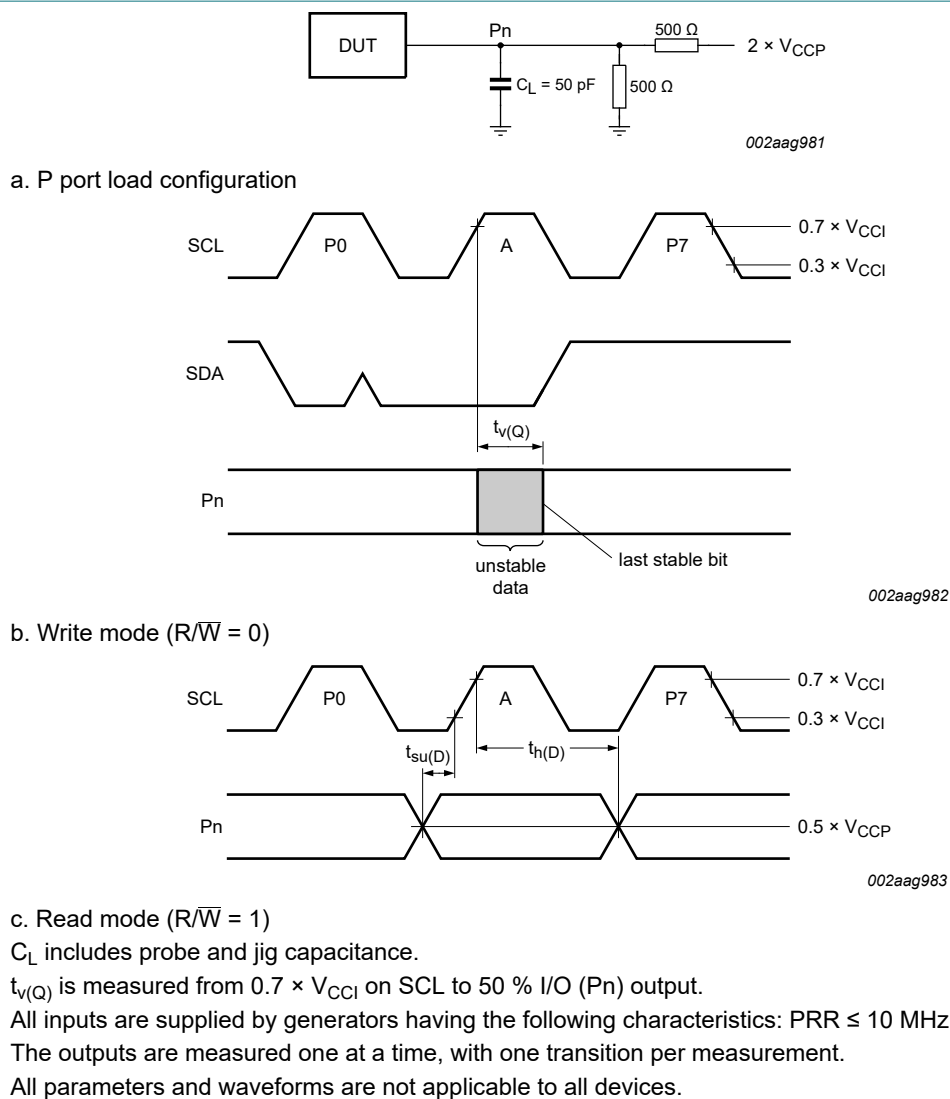 DUT
Pn
500 Ω
2 × VCCP
CL = 50 pF
500 Ω
002aag981
a. P port load configuration
SCL
P0
A
P7
0.7 × VCCI
0.3 × VCCI
SDA
tv(Q)
Pn
unstable
data
last stable bit
002aag982
b. Write mode (R/W̅ = 0)
SCL
P0
A
P7
0.7 × VCCI
0.3 × VCCI
tsu(D)
th(D)
Pn
0.5 × VCCP
002aag983
c. Read mode (R/W̅ = 1)
CL includes probe and jig capacitance.
tv(Q) is measured from 0.7 × VCCI on SCL to 50 % I/O (Pn) output.
All inputs are supplied by generators having the following characteristics: PRR ≤ 10 MHz
The outputs are measured one at a time, with one transition per measurement.
All parameters and waveforms are not applicable to all devices.